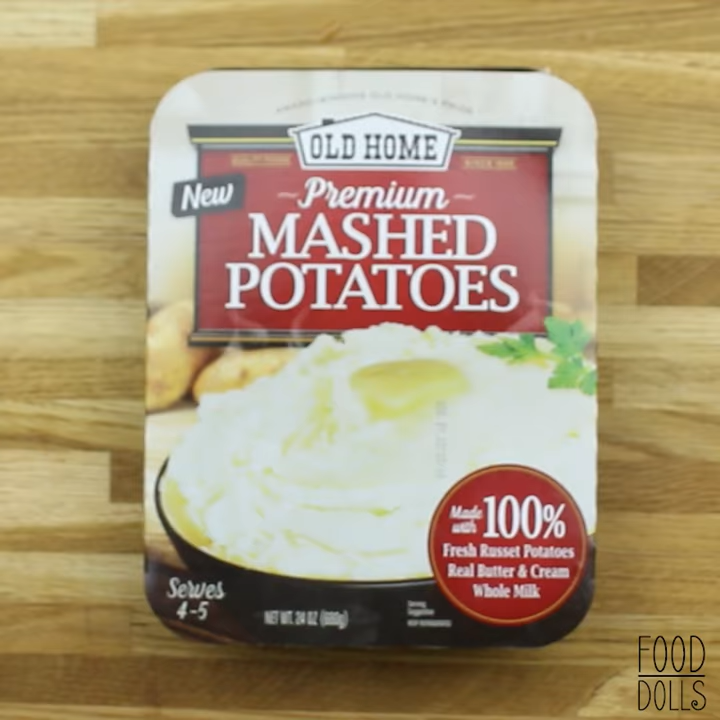 OLD HOME
New
Premium
MASHED
POTATOES
Made
with 100%
Fresh Russet Potatoes
Real Butter & Cream
Whole Milk
Serves
4-5
NET WT. 24 OZ (680g)
FOOD
DOLLS